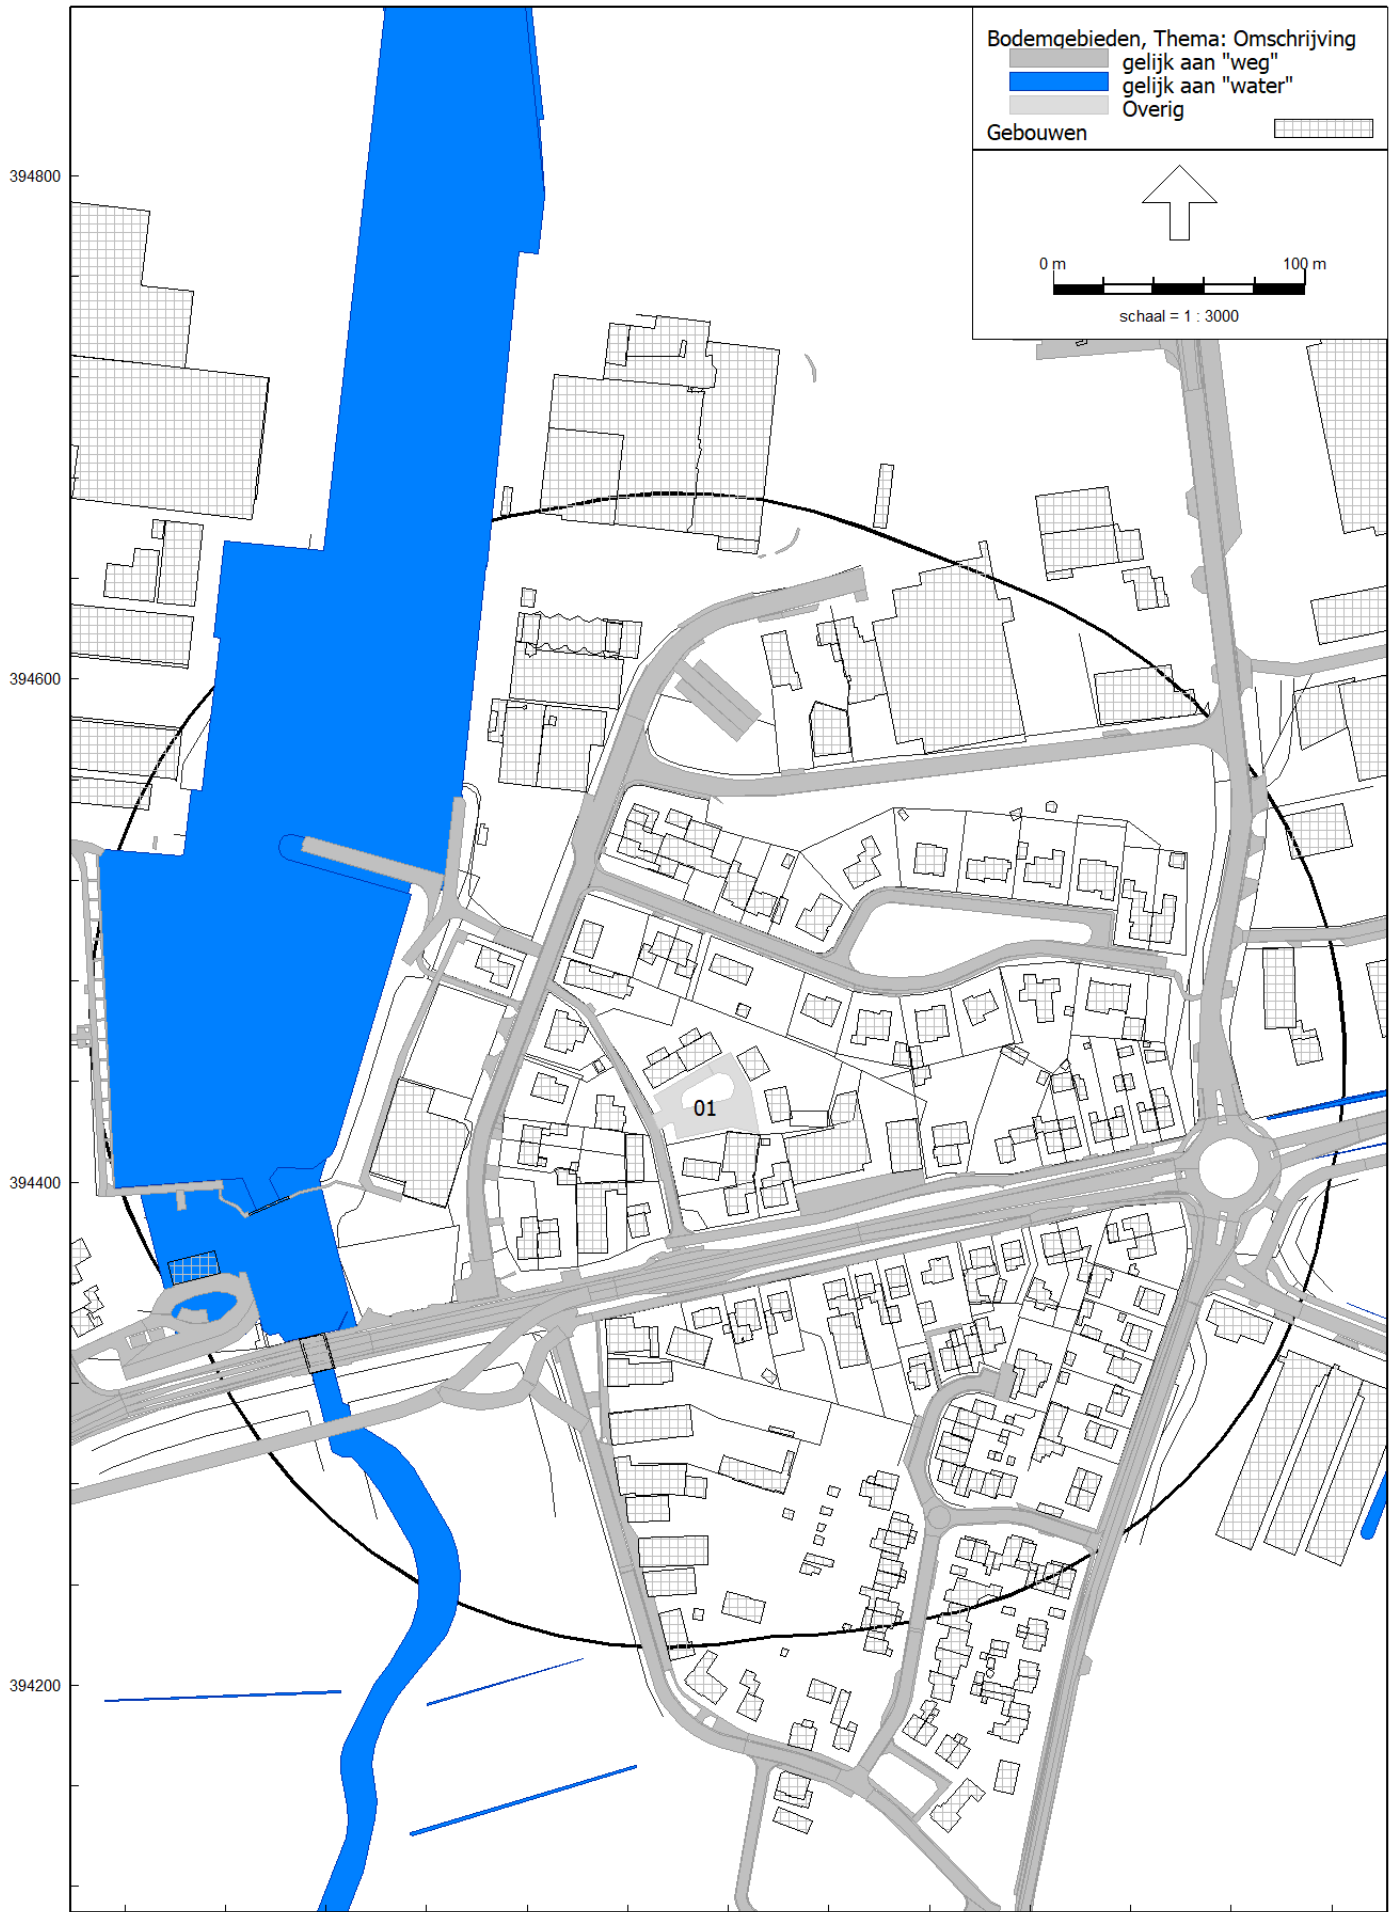 Bodemgebieden, Thema: Omschrijving
gelijk aan "weg"
gelijk aan "water"
Overig
Gebouwen
0 m 100 m
schaal = 1 : 3000
394800
394600
01
394400
394200